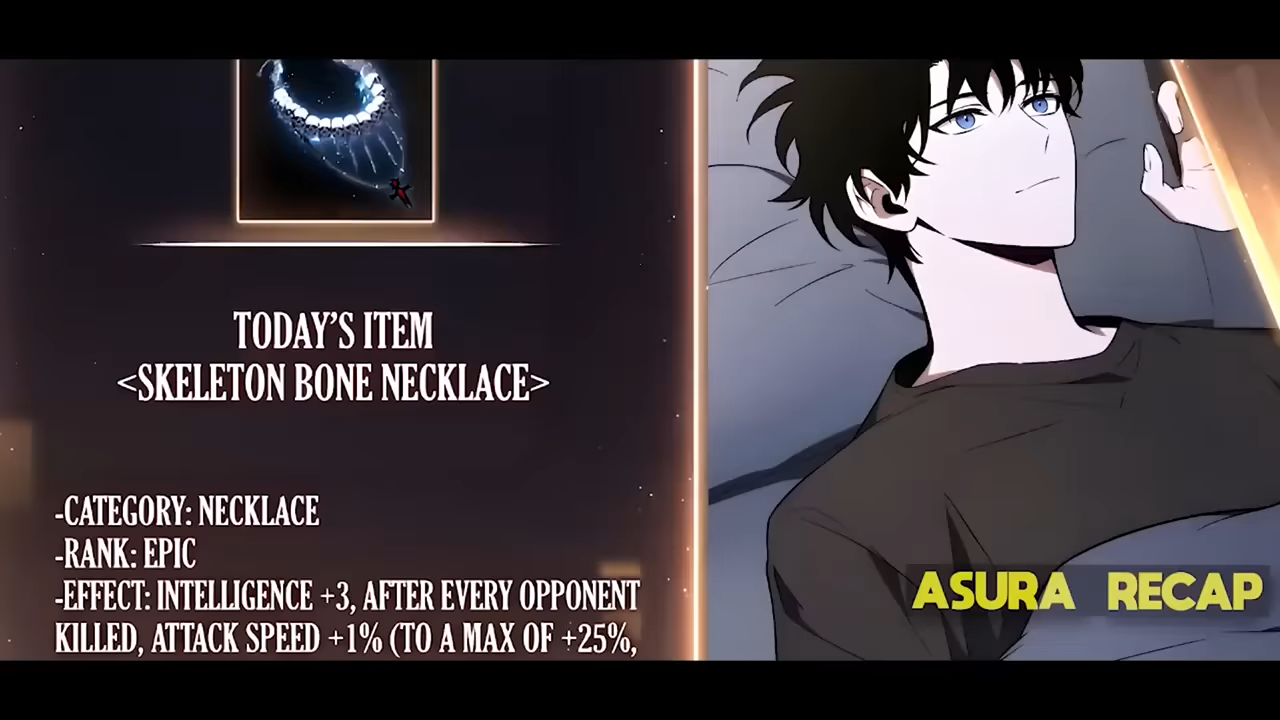 TODAY'S ITEM
<SKELETON BONE NECKLACE>
-CATEGORY: NECKLACE
-RANK: EPIC
-EFFECT: INTELLIGENCE +3, AFTER EVERY OPPONENT
KILLED, ATTACK SPEED +1% (TO A MAX OF +25%,
ASURA RECAP